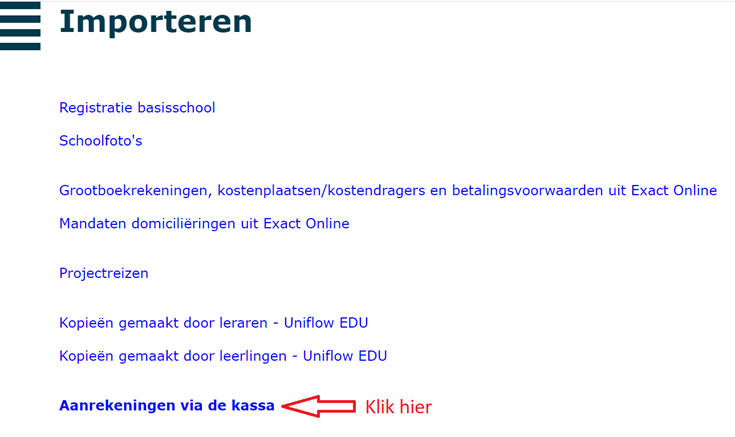 Importeren
Registratie basisschool
Schoolfoto's
Grootboekrekeningen, kostenplaatsen/kostendragers en betalingsvoorwaarden uit Exact Online
Mandaten domiciliëringen uit Exact Online
Projectreizen
Kopieën gemaakt door leraren - Uniflow EDU
Kopieën gemaakt door leerlingen - Uniflow EDU
Aanrekeningen via de kassa Klik hier